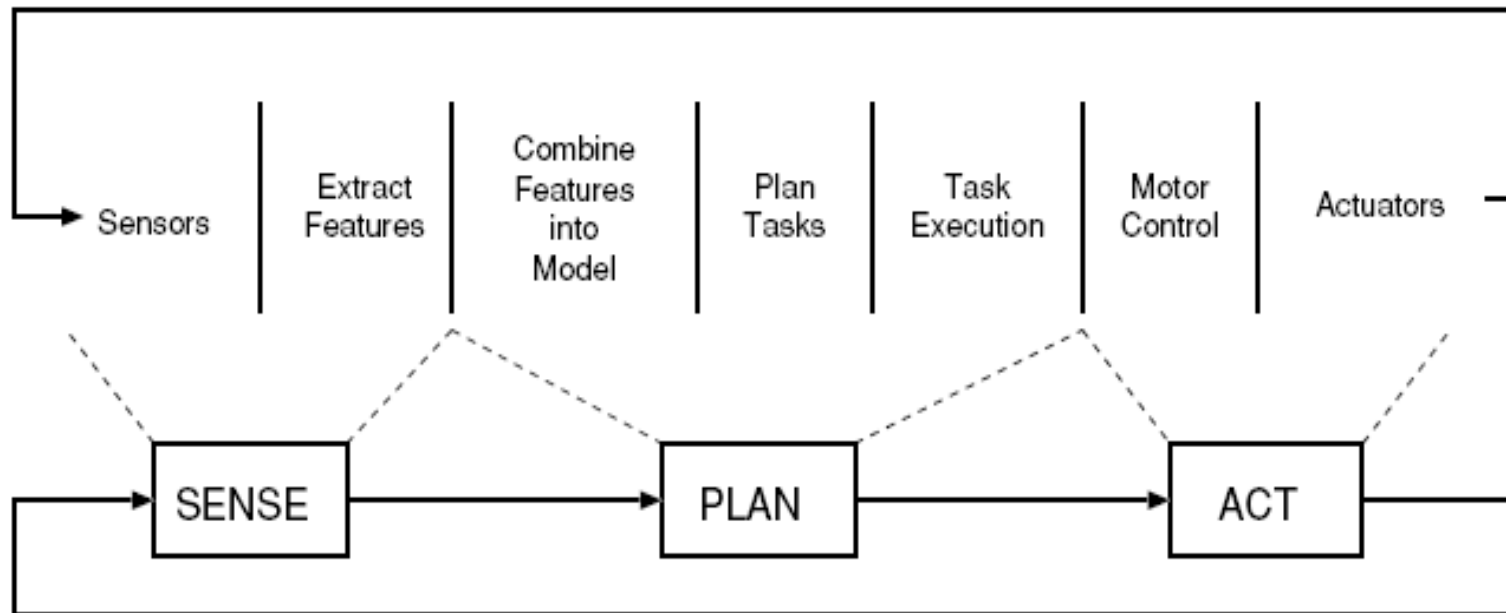 Sensors
Extract
Features
Combine
Features
into
Model
Plan
Tasks
Task
Execution
Motor
Control
Actuators
SENSE
PLAN
ACT